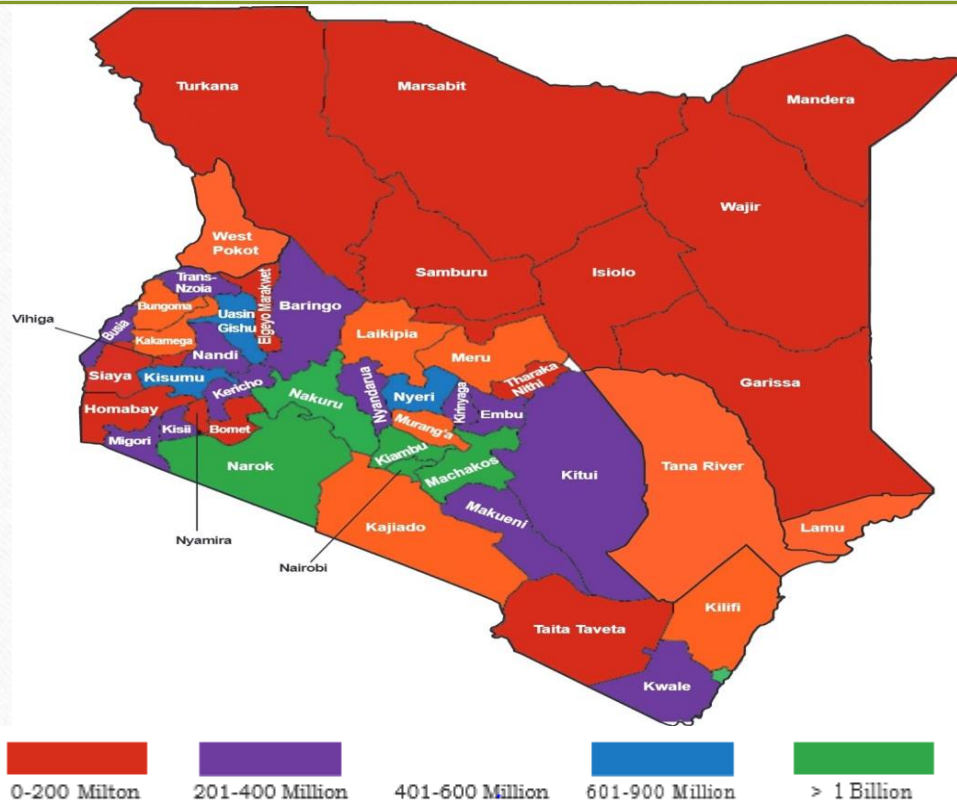 Turkana
Marsabit
Mandera
Wajir
West
Pokot
Samburu
Isiolo
Trans-
Nzoia
Elgeyo Marakwet
Baringo
Bungoma
Uasin
Gishu
Vihiga
Busia
Kakamega
Laikipia
Meru
Nandi
Tharaka
Nithi
Siaya
Kisumu
Kericho
Garissa
Nakuru
Nyandarua
Nyeri
Kirinyaga
Embu
Homabay
Kisii
Bomet
Murang'a
Migori
Kiambu
Narok
Machakos
Kitui
Tana River
Makueni
Kajiado
Lamu
Nyamira
Nairobi
Kilifi
Taita Taveta
Kwale
0-200 Milton
201-400 Million
401-600 Million
601-900 Million
> 1 Billion